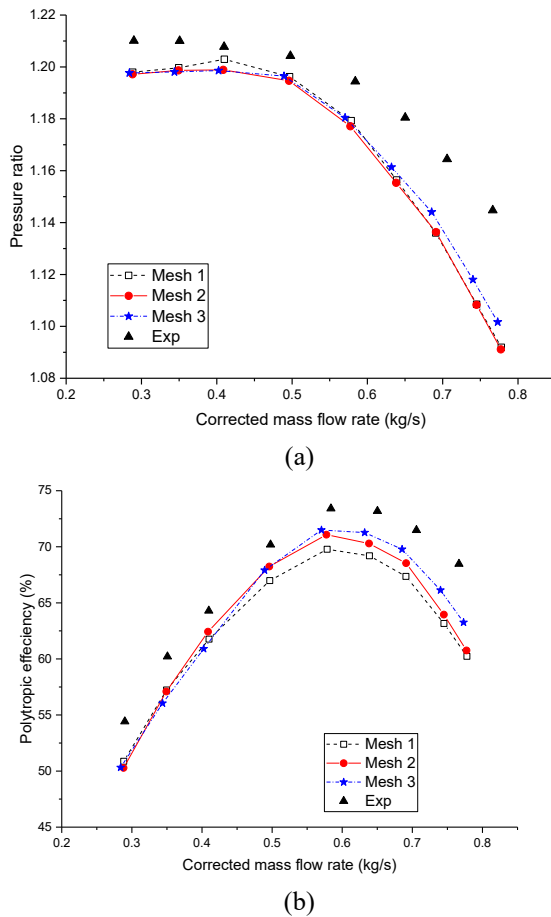 1.20
1.18
1.16
1.14
1.12
1.10
1.08
Pressure ratio
Mesh 1
Mesh 2
Mesh 3
Exp
0.2 0.3 0.4 0.5 0.6 0.7 0.8
Corrected mass flow rate (kg/s)
(a)
75
70
65
60
55
50
45
Polytropic effeciency (%)
Mesh 1
Mesh 2
Mesh 3
Exp
0.2 0.3 0.4 0.5 0.6 0.7 0.8
Corrected mass flow rate (kg/s)
(b)